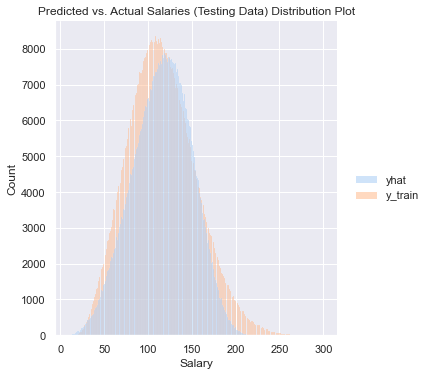 Predicted vs. Actual Salaries (Testing Data) Distribution Plot
8000
7000
6000
5000
4000
3000
2000
1000
0
Count
0 50 100 150 200 250 300
Salary
yhat
y_train